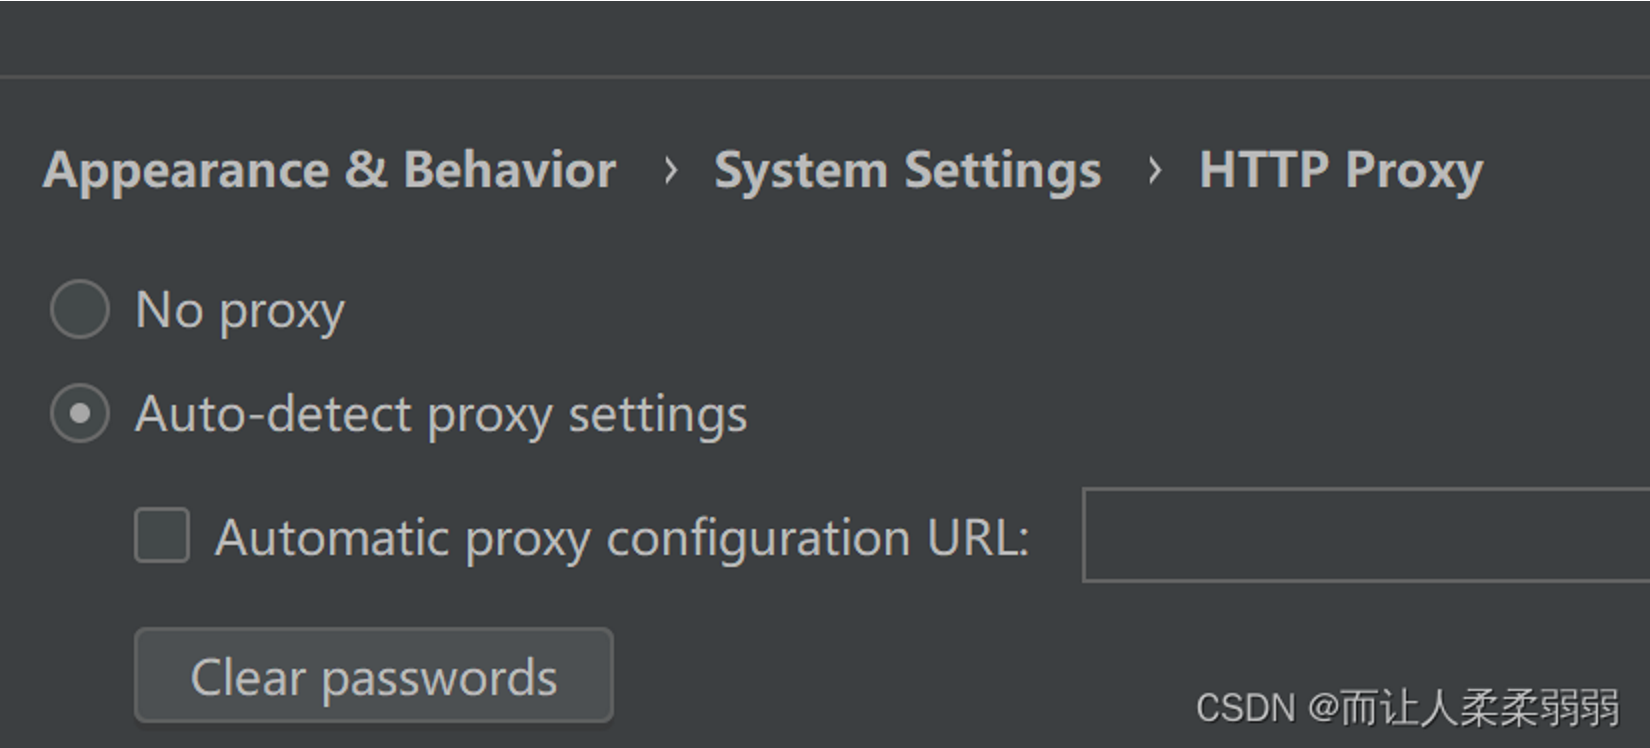 Appearance & Behavior › System Settings › HTTP Proxy
No proxy
Auto-detect proxy settings
Automatic proxy configuration URL:
Clear passwords
CSDN @而让人柔柔弱弱